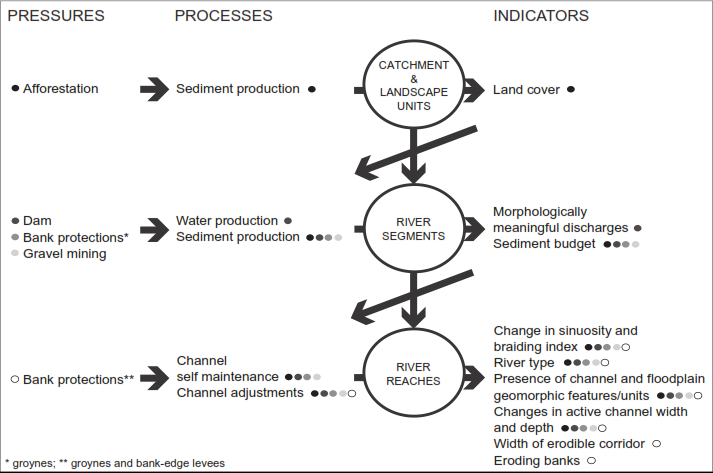 PRESSURES PROCESSES INDICATORS
Afforestation
Sediment production
CATCHMENT
&
LANDSCAPE
UNITS
Land cover
Dam
Bank protections*
Gravel mining
Water production
Sediment production
RIVER
SEGMENTS
Morphologically
meaningful discharges
Sediment budget
Bank protections**
Channel
self maintenance
Channel adjustments
RIVER
REACHES
Change in sinuosity and
braiding index
River type
Presence of channel and floodplain
geomorphic features/units
Changes in active channel width
and depth
Width of erodible corridor
Eroding banks
* groynes; ** groynes and bank-edge levees